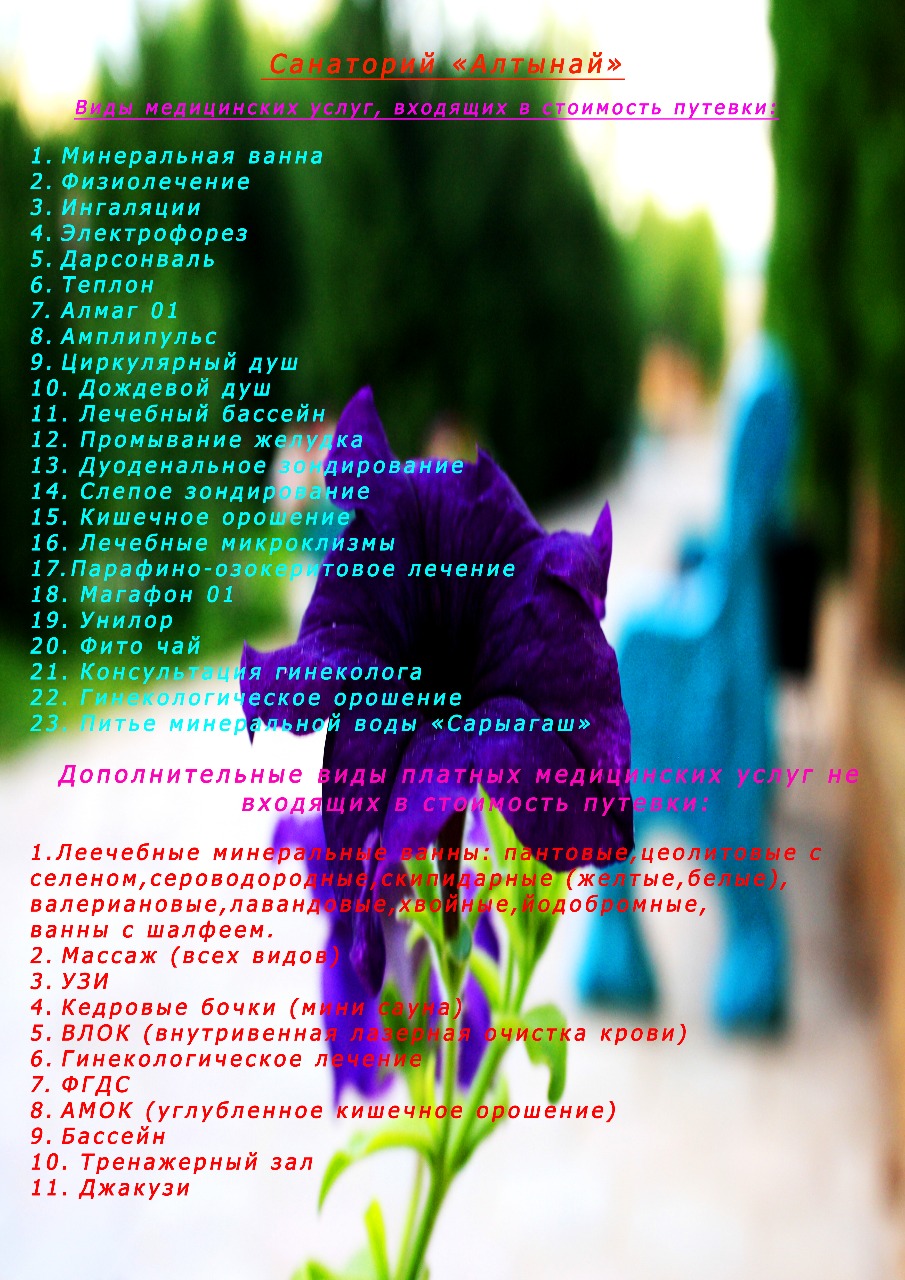 Санаторий «Алтынай»
Виды медицинских услуг, входящих в стоимость путевки:
1. Минеральная ванна
2. Физиолечение
3. Ингаляции
4. Электрофорез
5. Дарсонваль
6. Теплон
7. Алмаг 01
8. Амплипульс
9. Циркулярный душ
10. Дождевой душ
11. Лечебный бассейн
12. Промывание желудка
13. Дуоденальное зондирование
14. Слепое зондирование
15. Кишечное орошение
16. Лечебные микроклизмы
17.Парафино-озокеритовое лечение
18. Магафон 01
19. Унилор
20. Фито чай
21. Консультация гинеколога
22. Гинекологическое орошение
23. Питье минеральной воды «Сарыагаш»
Дополнительные виды платных медицинских услуг не
входящих в стоимость путевки:
1.Леечебные минеральные ванны: пантовые,цеолитовые с
селеном,сероводородные,скипидарные (желтые,белые),
валериановые,лавандовые,хвойные,йодобромные,
ванны с шалфеем.
2. Массаж (всех видов)
3. УЗИ
4. Кедровые бочки (мини сауна)
5. ВЛОК (внутривенная лазерная очистка крови)
6. Гинекологическое лечение
7. ФГДС
8. АМОК (углубленное кишечное орошение)
9. Бассейн
10. Тренажерный зал
11. Джакузи